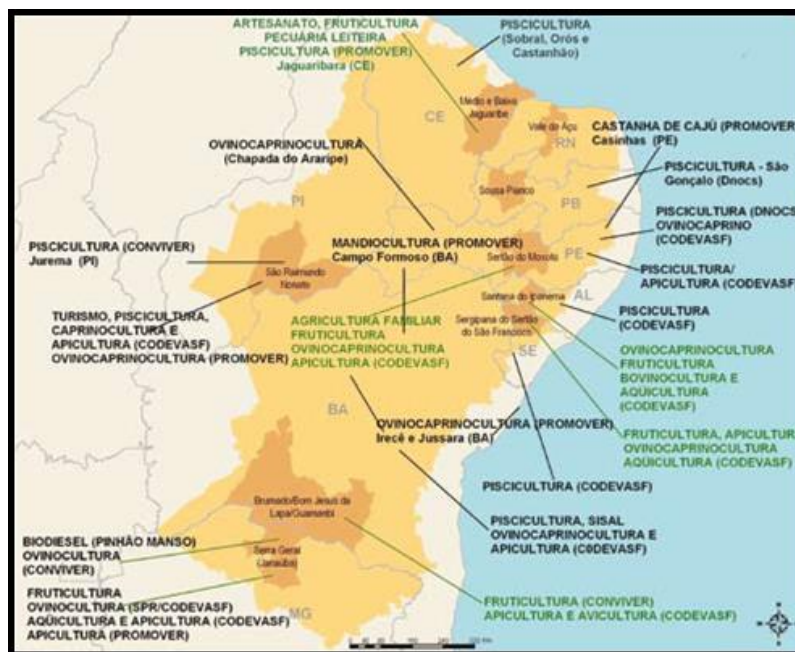 ARTESANATO, FRUTICULTURA
PECUÁRIA LEITEIRA
PISCICULTURA (PROMOVER)
Jaguaribara (CE)
PISCICULTURA
(Sobral, Orós e
Castanhão)
Médio e Baixo
Jaguaribe
CE
Vale do Açu
RN
CASTANHA DE CAJÚ (PROMOVER)
Casinhas (PE)
OVINOCAPRINOCULTURA
(Chapada do Araripe)
PISCICULTURA - São
Gonçalo (Dnocs)
Sousa Piancó
PB
PI
PISCICULTURA (DNOCS)
OVINOCAPRINO
(CODEVASF)
PISCICULTURA (CONVIVER)
Jurema (PI)
MANDIOCULTURA (PROMOVER)
Campo Formoso (BA)
Sertão do Moxotó
PE
São Raimundo
Nonato
PISCICULTURA/
APICULTURA (CODEVASF)
Santana do Ipanema
AL
TURISMO, PISCICULTURA,
CAPRINOCULTURA E
APICULTURA (CODEVASF)
OVINOCAPRINOCULTURA (PROMOVER)
AGRICULTURA FAMILIAR
FRUTICULTURA
OVINOCAPRINOCULTURA
APICULTURA (CODEVASF)
Sergipana do Sertão
do São Francisco
PISCICULTURA
(CODEVASF)
SE
OVINOCAPRINOCULTURA
FRUTICULTURA
BOVINOCULTURA E
AQÜICULTURA
(CODEVASF)
BA
OVINOCAPRINOCULTURA (PROMOVER)
Irecê e Jussara (BA)
FRUTICULTURA, APICULTUR
OVINOCAPRINOCULTURA
AQÜICULTURA (CODEVASF)
PISCICULTURA (CODEVASF)
Brumado/Bom Jesus da
Lapa/Guanambi
PISCICULTURA, SISAL
OVINOCAPRINOCULTURA E
APICULTURA (C0DEVASF)
BIODIESEL (PINHÃO MANSO)
OVINOCULTURA
(CONVIVER)
Serra Geral
(Janaúba)
FRUTICULTURA
OVINOCULTURA (SPR/CODEVASF)
AQÜICULTURA E APICULTURA (CODEVASF)
APICULTURA (PROMOVER)
MG
FRUTICULTURA (CONVIVER)
APICULTURA E AVICULTURA (CODEVASF)